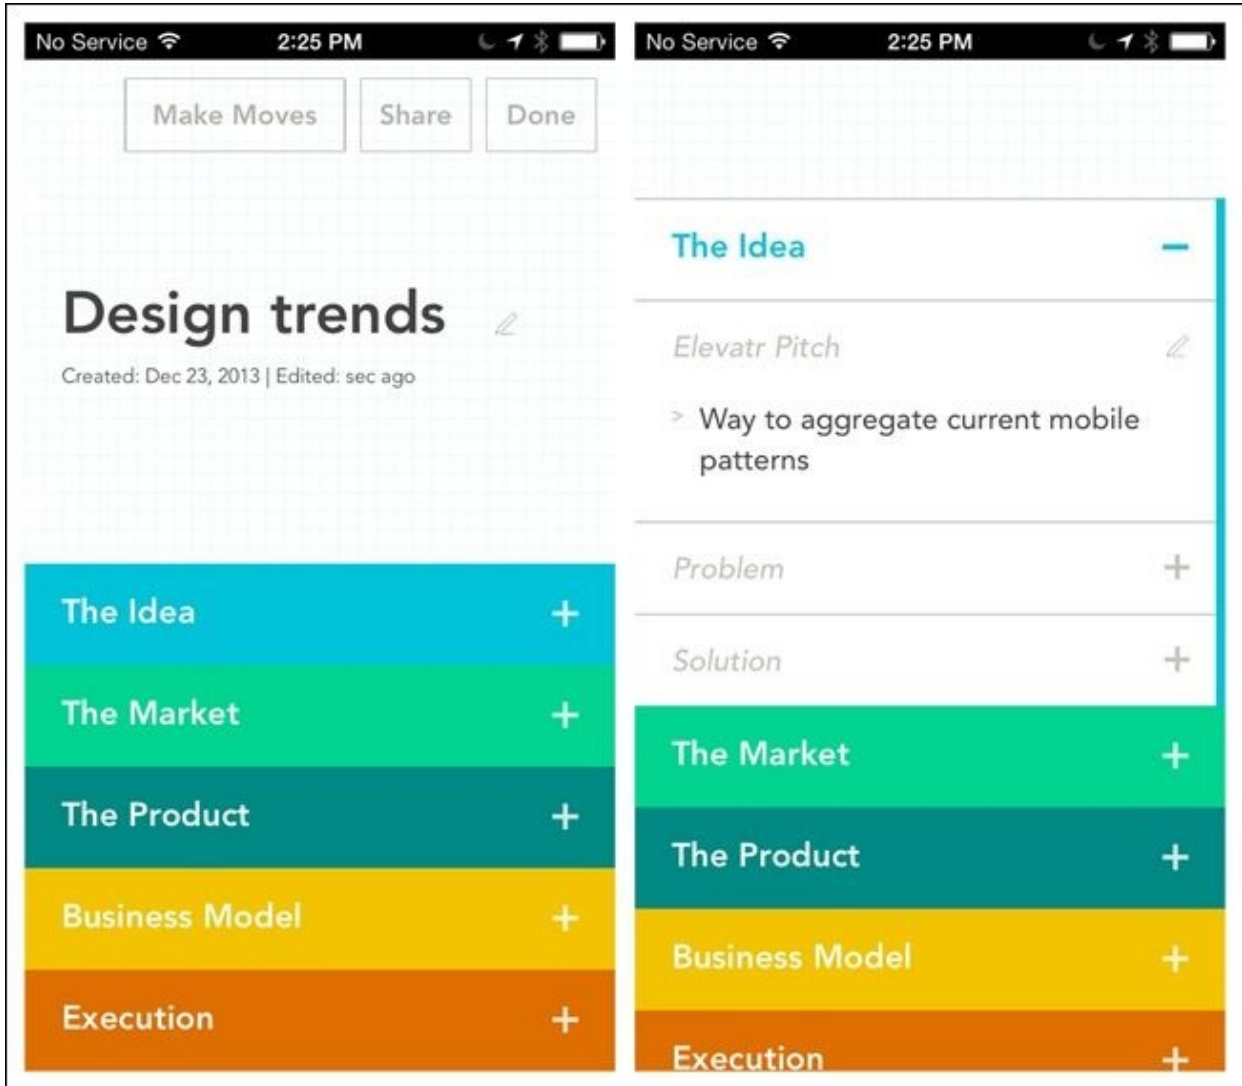 No Service 2:25 PM
Make Moves Share Done
Design trends
Created: Dec 23, 2013 | Edited: sec ago
The Idea +
The Market +
The Product +
Business Model +
Execution +
No Service 2:25 PM
The Idea −
Elevatr Pitch
> Way to aggregate current mobile
patterns
Problem +
Solution +
The Market +
The Product +
Business Model +
Execution +